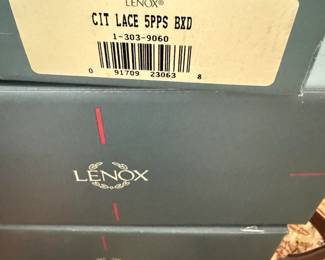 LENOX®
CIT LACE 5PPS BXD
1-303-9060
0 91709 23063 8
LENOX